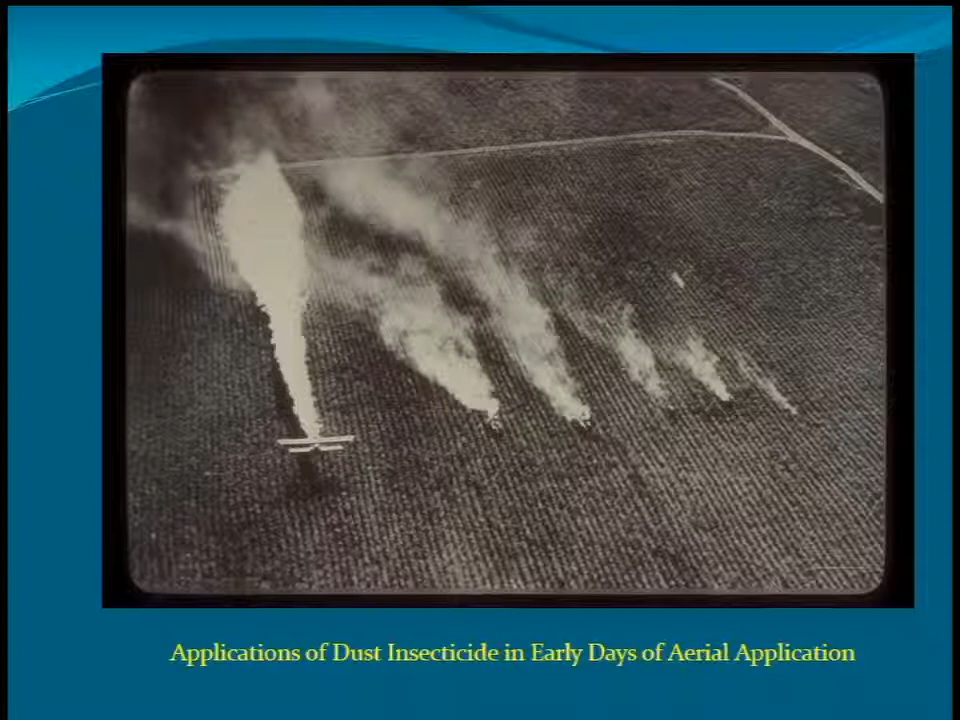 Applications of Dust Insecticide in Early Days of Aerial Application